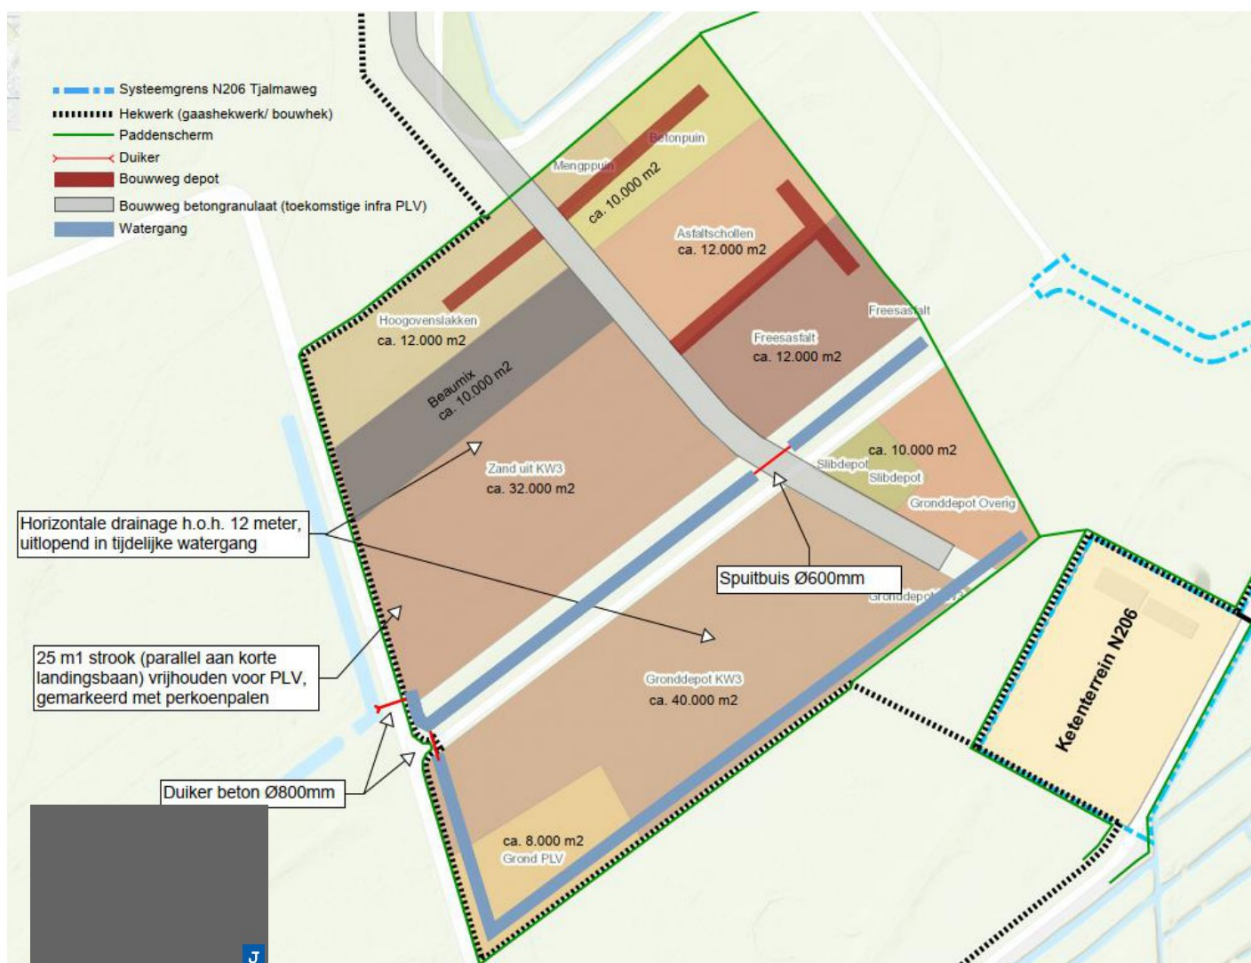 Systeemgrens N206 Tjalmaweg
Hekwerk (gaashekwerk/ bouwhek)
Paddenscherm
Duiker
Bouwweg depot
Bouwweg betongranulaat (toekomstige infra PLV)
Watergang
Betonpuin
Mengppuin
ca. 10.000 m2
Asfaltschollen
ca. 12.000 m2
Hoogovenslakken
ca. 12.000 m2
Freesasfalt
Freesasfalt
ca. 12.000 m2
Beaumix
ca. 10.000 m2
Zand uit KW3
ca. 32.000 m2
ca. 10.000 m2
Slibdepot
Slibdepot
Gronddepot Overig
Horizontale drainage h.o.h. 12 meter,
uitlopend in tijdelijke watergang
Spuitbuis Ø600mm
Gronddepot
25 m1 strook (parallel aan korte
landingsbaan) vrijhouden voor PLV,
gemarkeerd met perkoenpalen
Gronddepot KW3
ca. 40.000 m2
Ketenterrein N206
Duiker beton Ø800mm
ca. 8.000 m2
Grond PLV
J